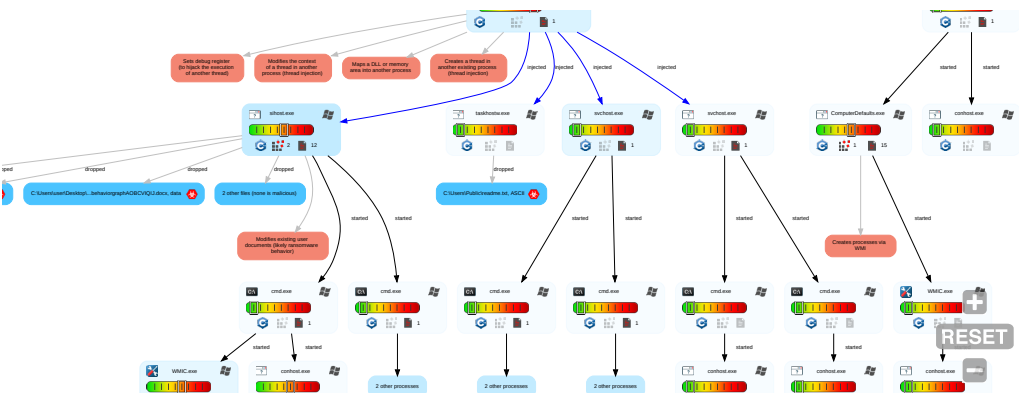 1
1
Sets debug register
(to hijack the execution
of another thread)
Modifies the context
of a thread in another
process (thread injection)
Maps a DLL or memory
area into another process
Creates a thread in
another existing process
(thread injection)
injected
injected
injected
injected
started
started
sihost.exe
2
12
taskhostw.exe
svchost.exe
1
svchost.exe
1
ComputerDefaults.exe
1
15
conhost.exe
dropped
dropped
dropped
C:\Users\user\Desktop\...behaviorgraphAOBCVIQIJ.docx, data
2 other files (none is malicious)
C:\Users\Public\readme.txt, ASCII
started
started
started
started
started
started
started
Modifies existing user
documents (likely ransomware
behavior)
Creates processes via
WMI
cmd.exe
1
cmd.exe
1
cmd.exe
1
cmd.exe
1
cmd.exe
cmd.exe
WMIC.exe
+
RESET
−
started
started
started
started
WMIC.exe
conhost.exe
2 other processes
2 other processes
2 other processes
conhost.exe
conhost.exe
conhost.exe